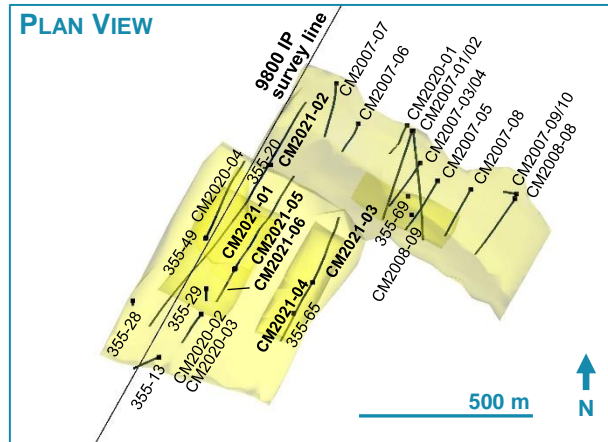 PLAN VIEW
9800 IP
survey line
CM2007-07
CM2007-06
CM2020-01
CM2007-01/02
CM2007-03/04
CM2007-05
CM2007-08
CM2007-09/10
CM2008-08
355-20
CM2021-02
CM2020-04
355-49
CM2021-01
CM2021-05
CM2021-06
CM2021-03
355-69
CM2008-09
355-28
355-29
CM2021-04
355-65
355-13
CM2020-02
CM2020-03
500 m
N